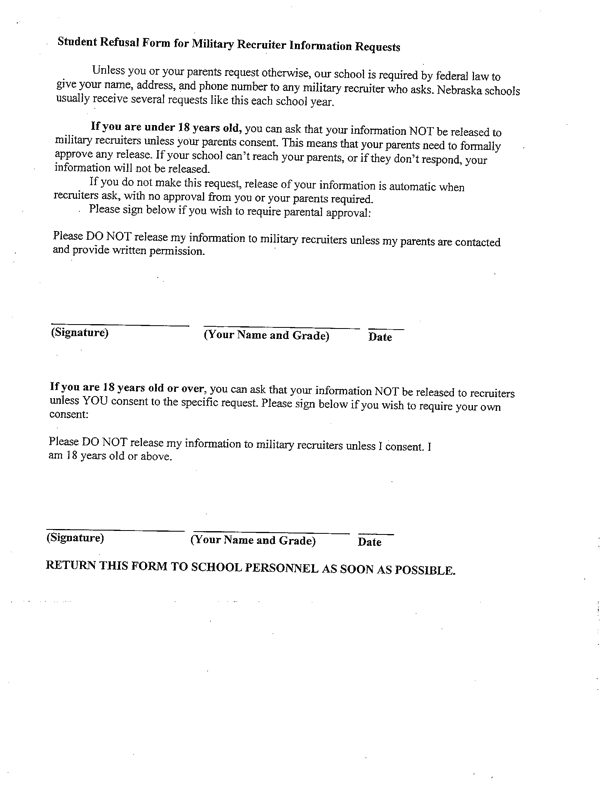 Student Refusal Form for Military Recruiter Information Requests
Unless you or your parents request otherwise, our school is required by federal law to
give your name, address, and phone number to any military recruiter who asks. Nebraska schools
usually receive several requests like this each school year.
If you are under 18 years old, you can ask that your information NOT be released to
military recruiters unless your parents consent. This means that your parents need to formally
approve any release. If your school can't reach your parents, or if they don't respond, your
information will not be released.
If you do not make this request, release of your information is automatic when
recruiters ask, with no approval from you or your parents required.
Please sign below if you wish to require parental approval:
Please DO NOT release my information to military recruiters unless my parents are contacted
and provide written permission.
(Signature) (Your Name and Grade) Date
If you are 18 years old or over, you can ask that your information NOT be released to recruiters
unless YOU consent to the specific request. Please sign below if you wish to require your own
consent:
Please DO NOT release my information to military recruiters unless I consent. I
am 18 years old or above.
(Signature) (Your Name and Grade) Date
RETURN THIS FORM TO SCHOOL PERSONNEL AS SOON AS POSSIBLE.